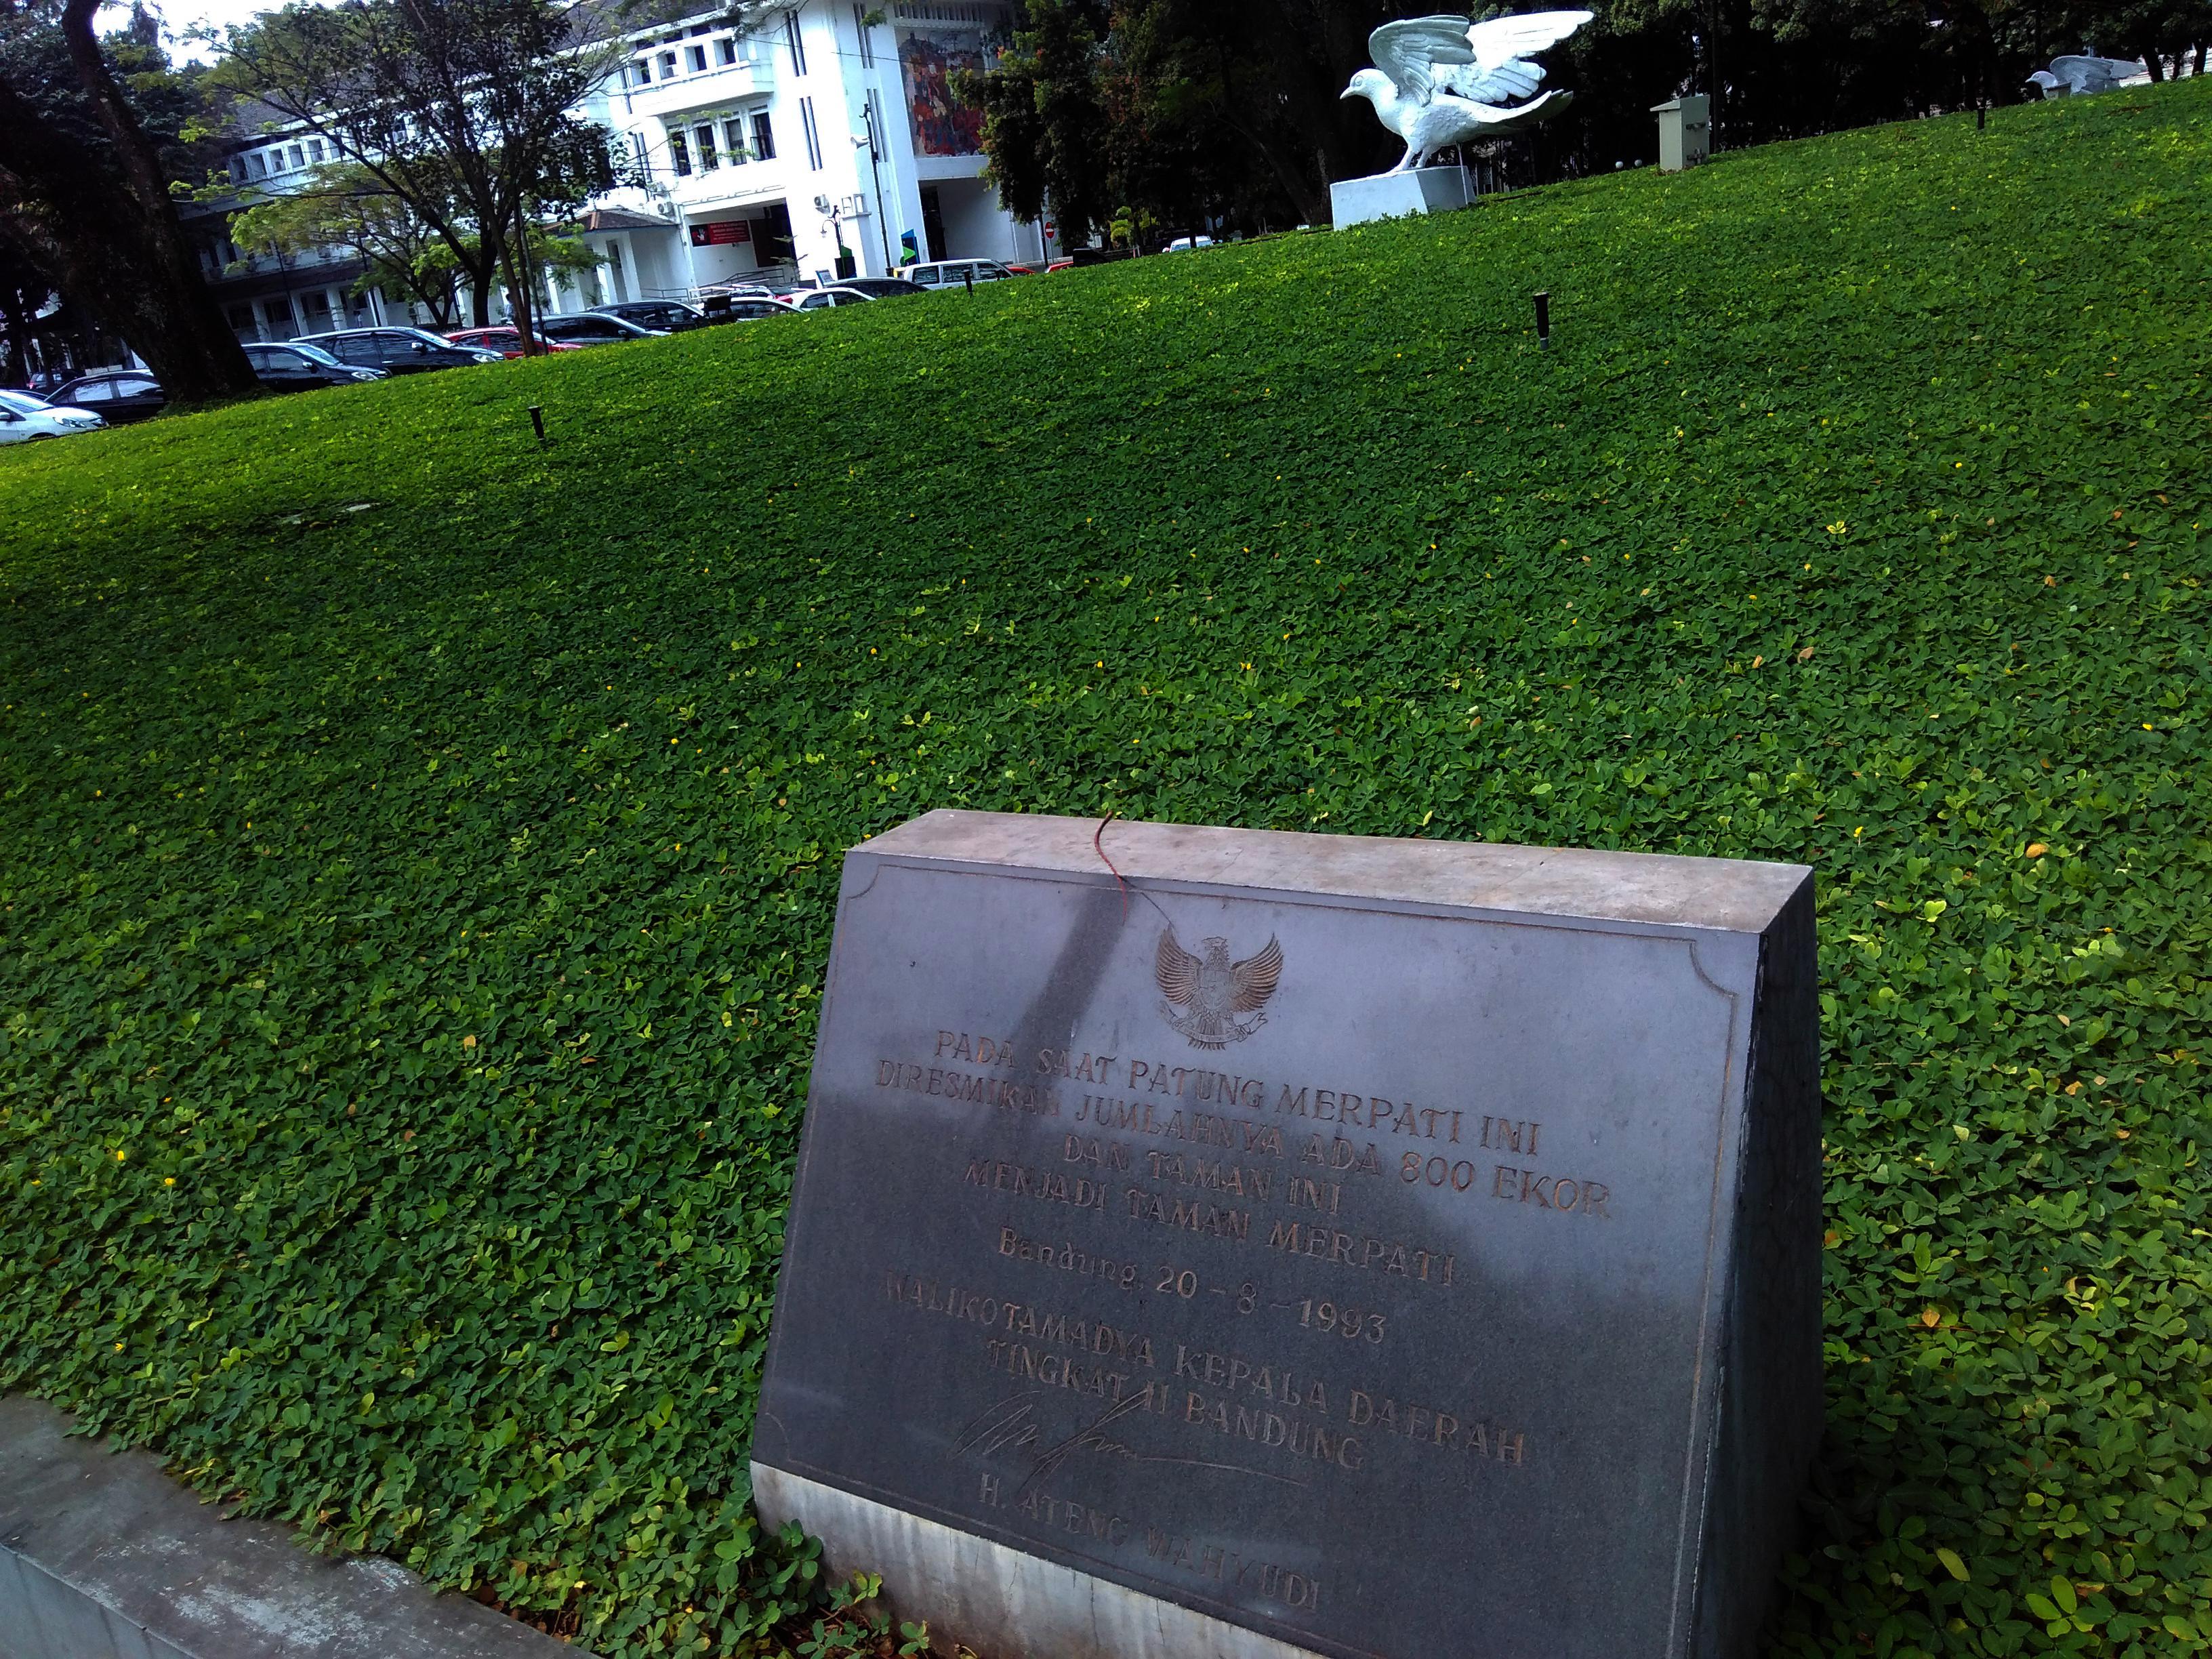 PADA SAAT PATUNG MERPATI INI
DIRESMIKAN JUMLAHNYA ADA 800 EKOR
DAN TAMAN INI
MENJADI TAMAN MERPATI
Bandung, 20-8-1993
WALIKOTAMADYA KEPALA DAERAH
TINGKAT II BANDUNG
H. ATENG WAHYUDI